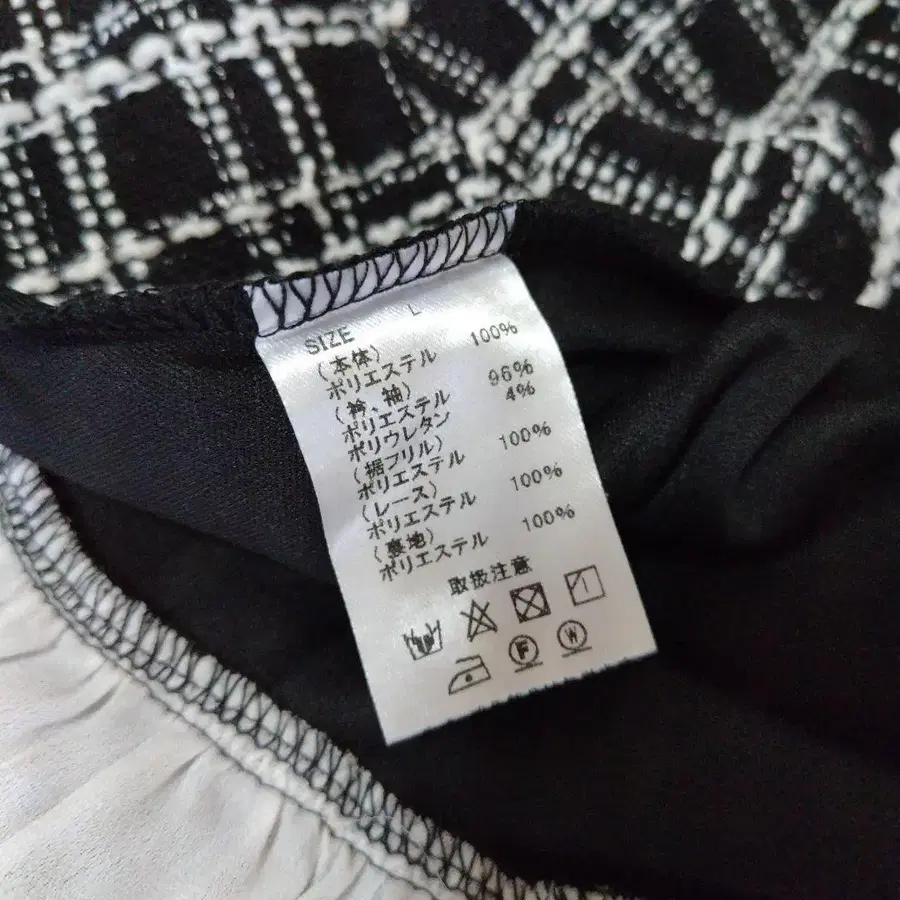 SIZE L
(本体)
ポリエステル 100%
(衿、袖)
ポリエステル 96%
ポリウレタン 4%
(裾フリル)
ポリエステル 100%
(レース)
ポリエステル 100%
(裏地)
ポリエステル 100%
取扱注意
F W